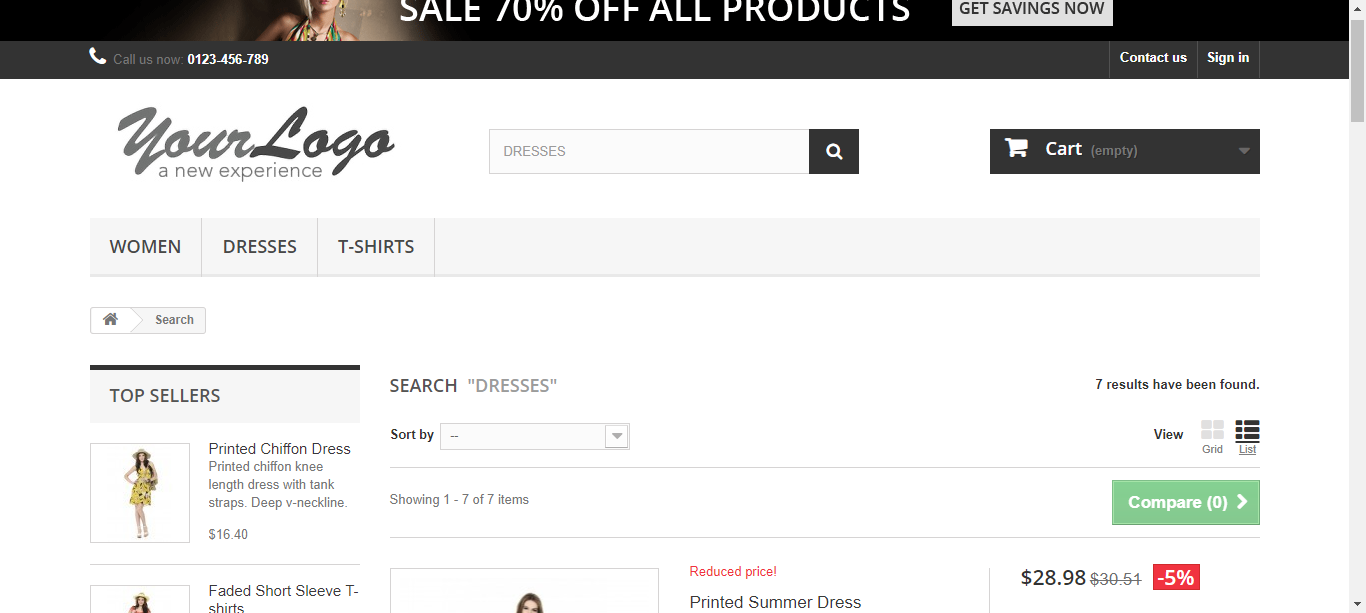 SALE 70% OFF ALL PRODUCTS
GET SAVINGS NOW
Call us now: 0123-456-789
Contact us
Sign in
Your Logo
a new experience
DRESSES
Cart (empty)
WOMEN
DRESSES
T-SHIRTS
Search
TOP SELLERS
Printed Chiffon Dress
Printed chiffon knee
length dress with tank
straps. Deep v-neckline.
$16.40
Faded Short Sleeve T-
shirts
SEARCH "DRESSES"
7 results have been found.
Sort by --
View
Grid
List
Showing 1 - 7 of 7 items
Compare (0)
Reduced price!
Printed Summer Dress
$28.98 $30.51 -5%